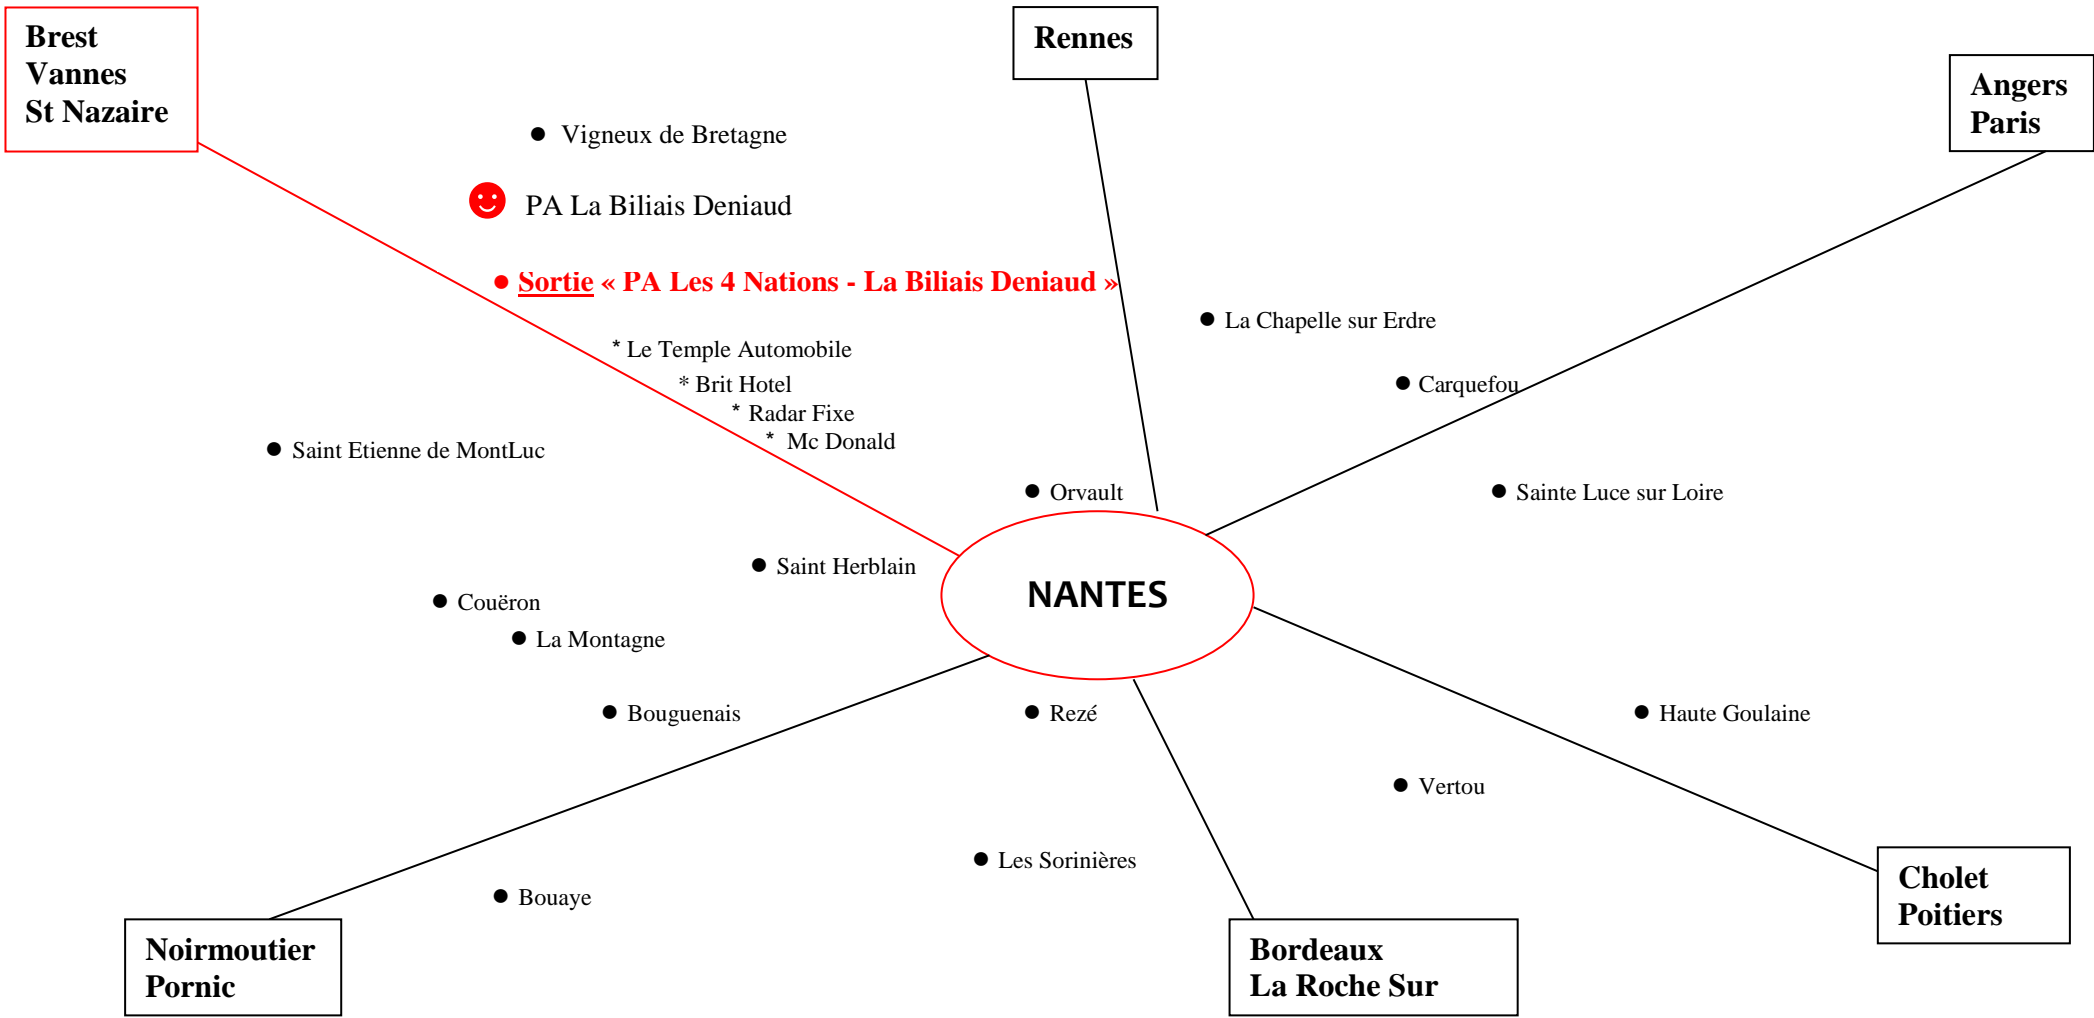 Brest
Vannes
St Nazaire
Rennes
Angers
Paris
Vigneux de Bretagne
PA La Biliais Deniaud
Sortie « PA Les 4 Nations - La Biliais Deniaud »
La Chapelle sur Erdre
* Le Temple Automobile
* Brit Hotel
Carquefou
* Radar Fixe
* Mc Donald
Saint Etienne de MontLuc
Orvault
Sainte Luce sur Loire
Saint Herblain
NANTES
Couëron
La Montagne
Bouguenais
Rezé
Haute Goulaine
Vertou
Les Sorinières
Bouaye
Cholet
Poitiers
Noirmoutier
Pornic
Bordeaux
La Roche Sur